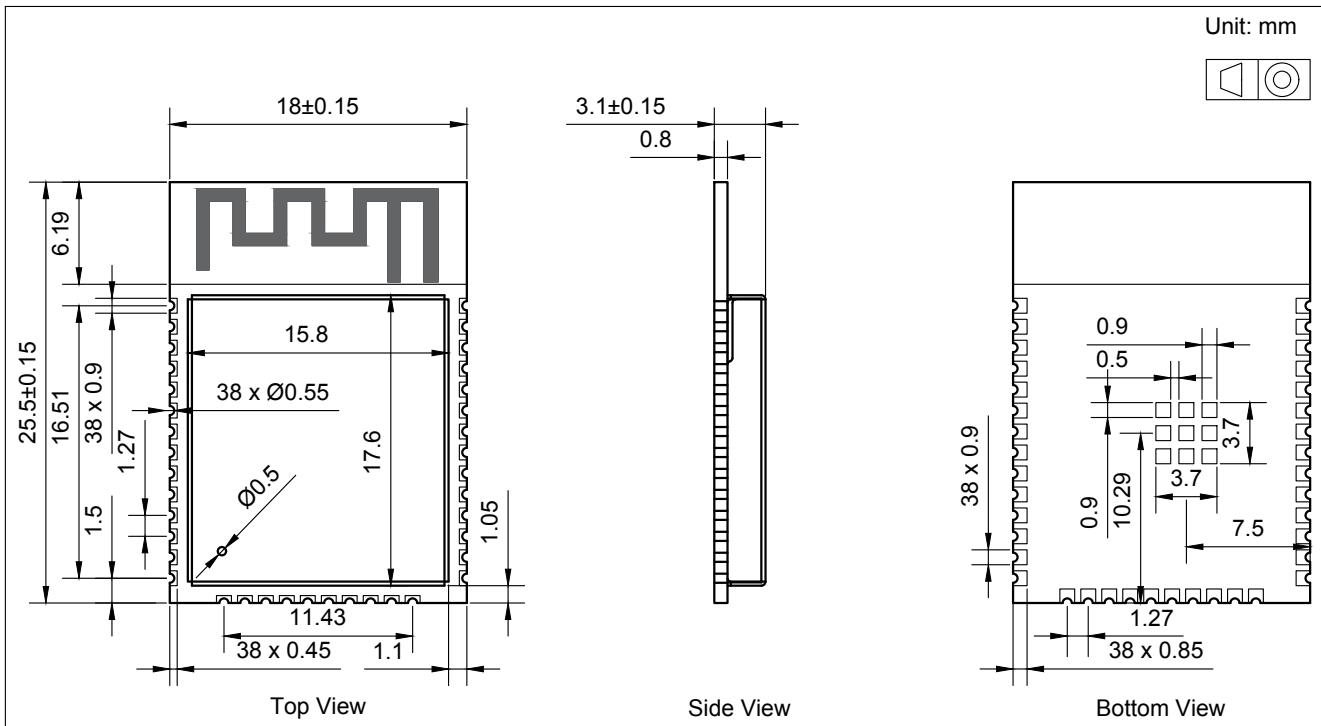 Unit: mm
18±0.15
3.1±0.15
0.8
6.19
25.5±0.15
16.51
38 x 0.9
1.27
1.5
15.8
38 x Ø0.55
17.6
Ø0.5
1.05
11.43
38 x 0.45
1.1
0.9
0.5
3.7
3.7
0.9
10.29
38 x 0.9
7.5
1.27
38 x 0.85
Top View
Side View
Bottom View